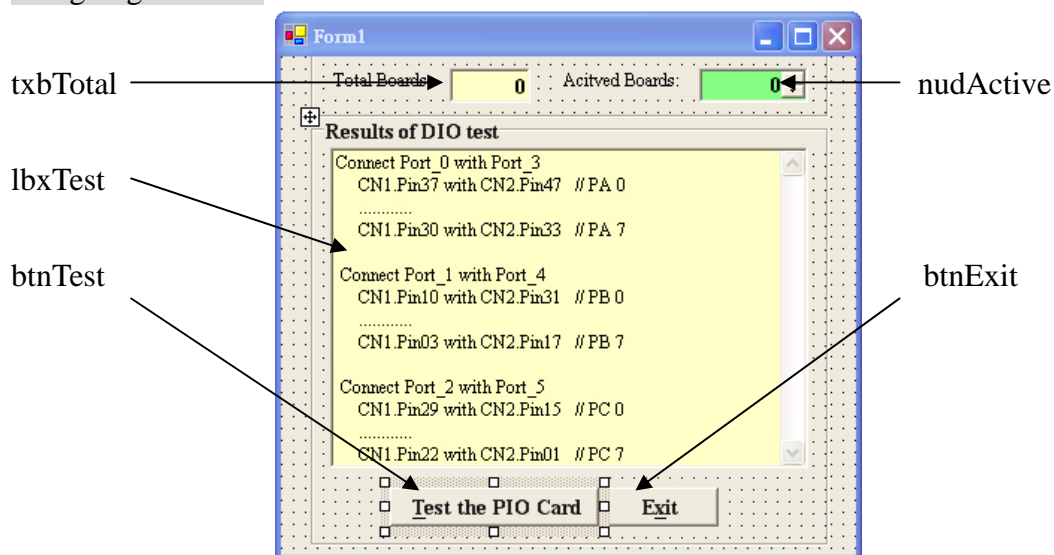 Form1
txbTotal
Total Boards:
0
Acitved Boards:
0
nudActive
Results of DIO test
lbxTest
Connect Port_0 with Port_3
CN1.Pin37 with CN2.Pin47 // PA 0
............
CN1.Pin30 with CN2.Pin33 // PA 7
btnTest
Connect Port_1 with Port_4
CN1.Pin10 with CN2.Pin31 // PB 0
............
CN1.Pin03 with CN2.Pin17 // PB 7
btnExit
Connect Port_2 with Port_5
CN1.Pin29 with CN2.Pin15 // PC 0
............
CN1.Pin22 with CN2.Pin01 // PC 7
Test the PIO Card
Exit